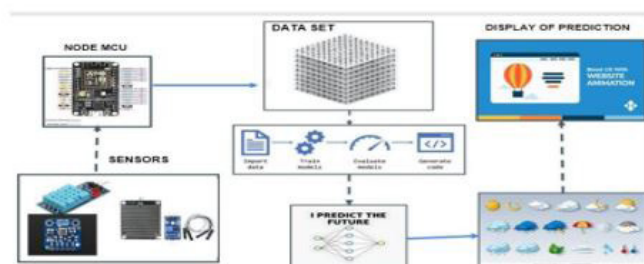 NODE MCU
DATA SET
DISPLAY OF PREDICTION
WEBSITE
ANIMATION
Import
data
Train
models
Evaluate
models
Generate
code
SENSORS
I PREDICT THE
FUTURE